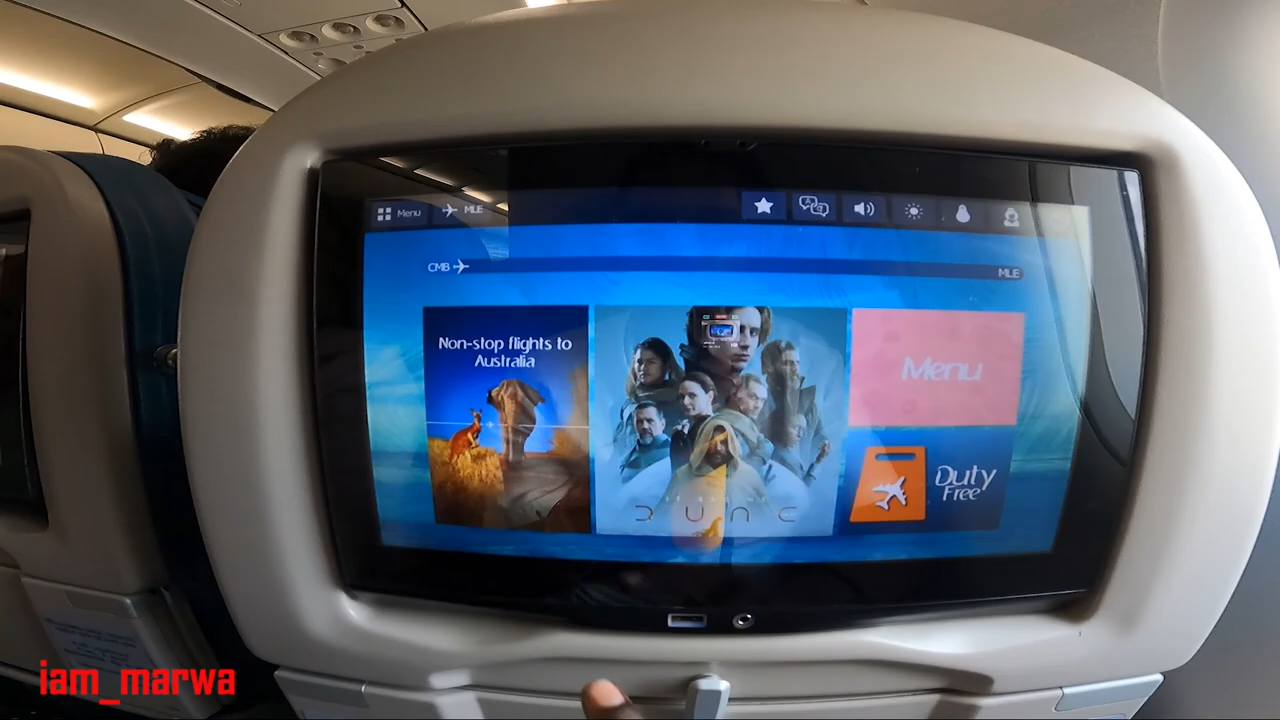 Menu
MLE
CMB
MLE
Non-stop flights to
Australia
DUNE
Menu
Duty
Free
iam_marwa